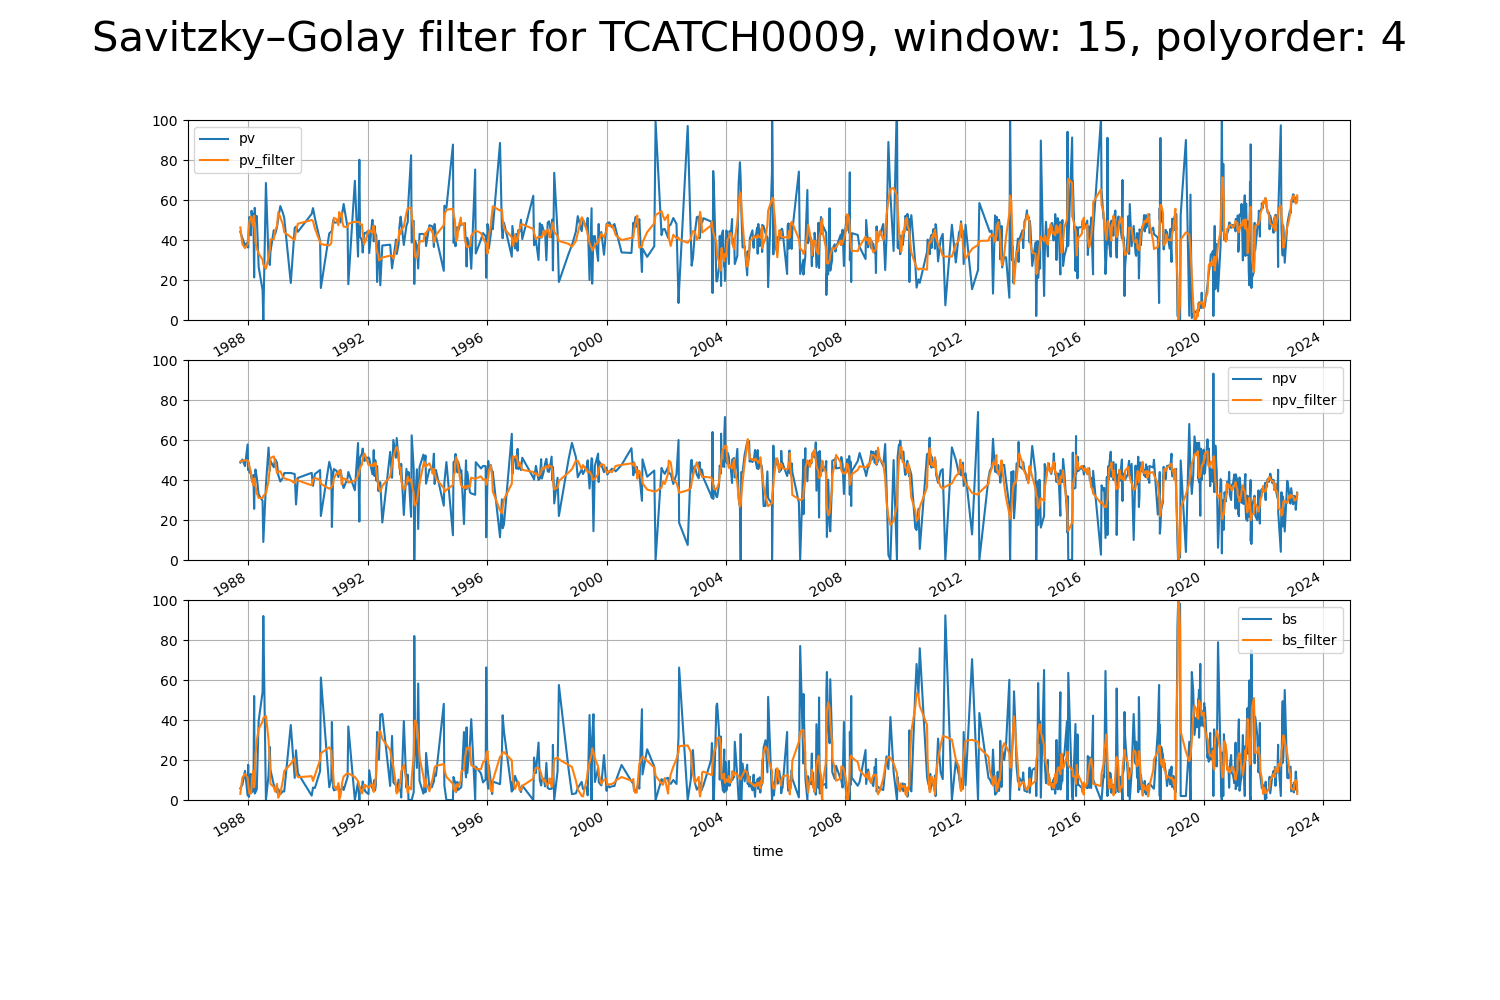 Savitzky–Golay filter for TCATCH0009, window: 15, polyorder: 4
100
80
60
40
20
0
pv
pv_filter
1988 1992 1996 2000 2004 2008 2012 2016 2020 2024
100
80
60
40
20
0
npv
npv_filter
1988 1992 1996 2000 2004 2008 2012 2016 2020 2024
100
80
60
40
20
0
bs
bs_filter
1988 1992 1996 2000 2004 2008 2012 2016 2020 2024
time